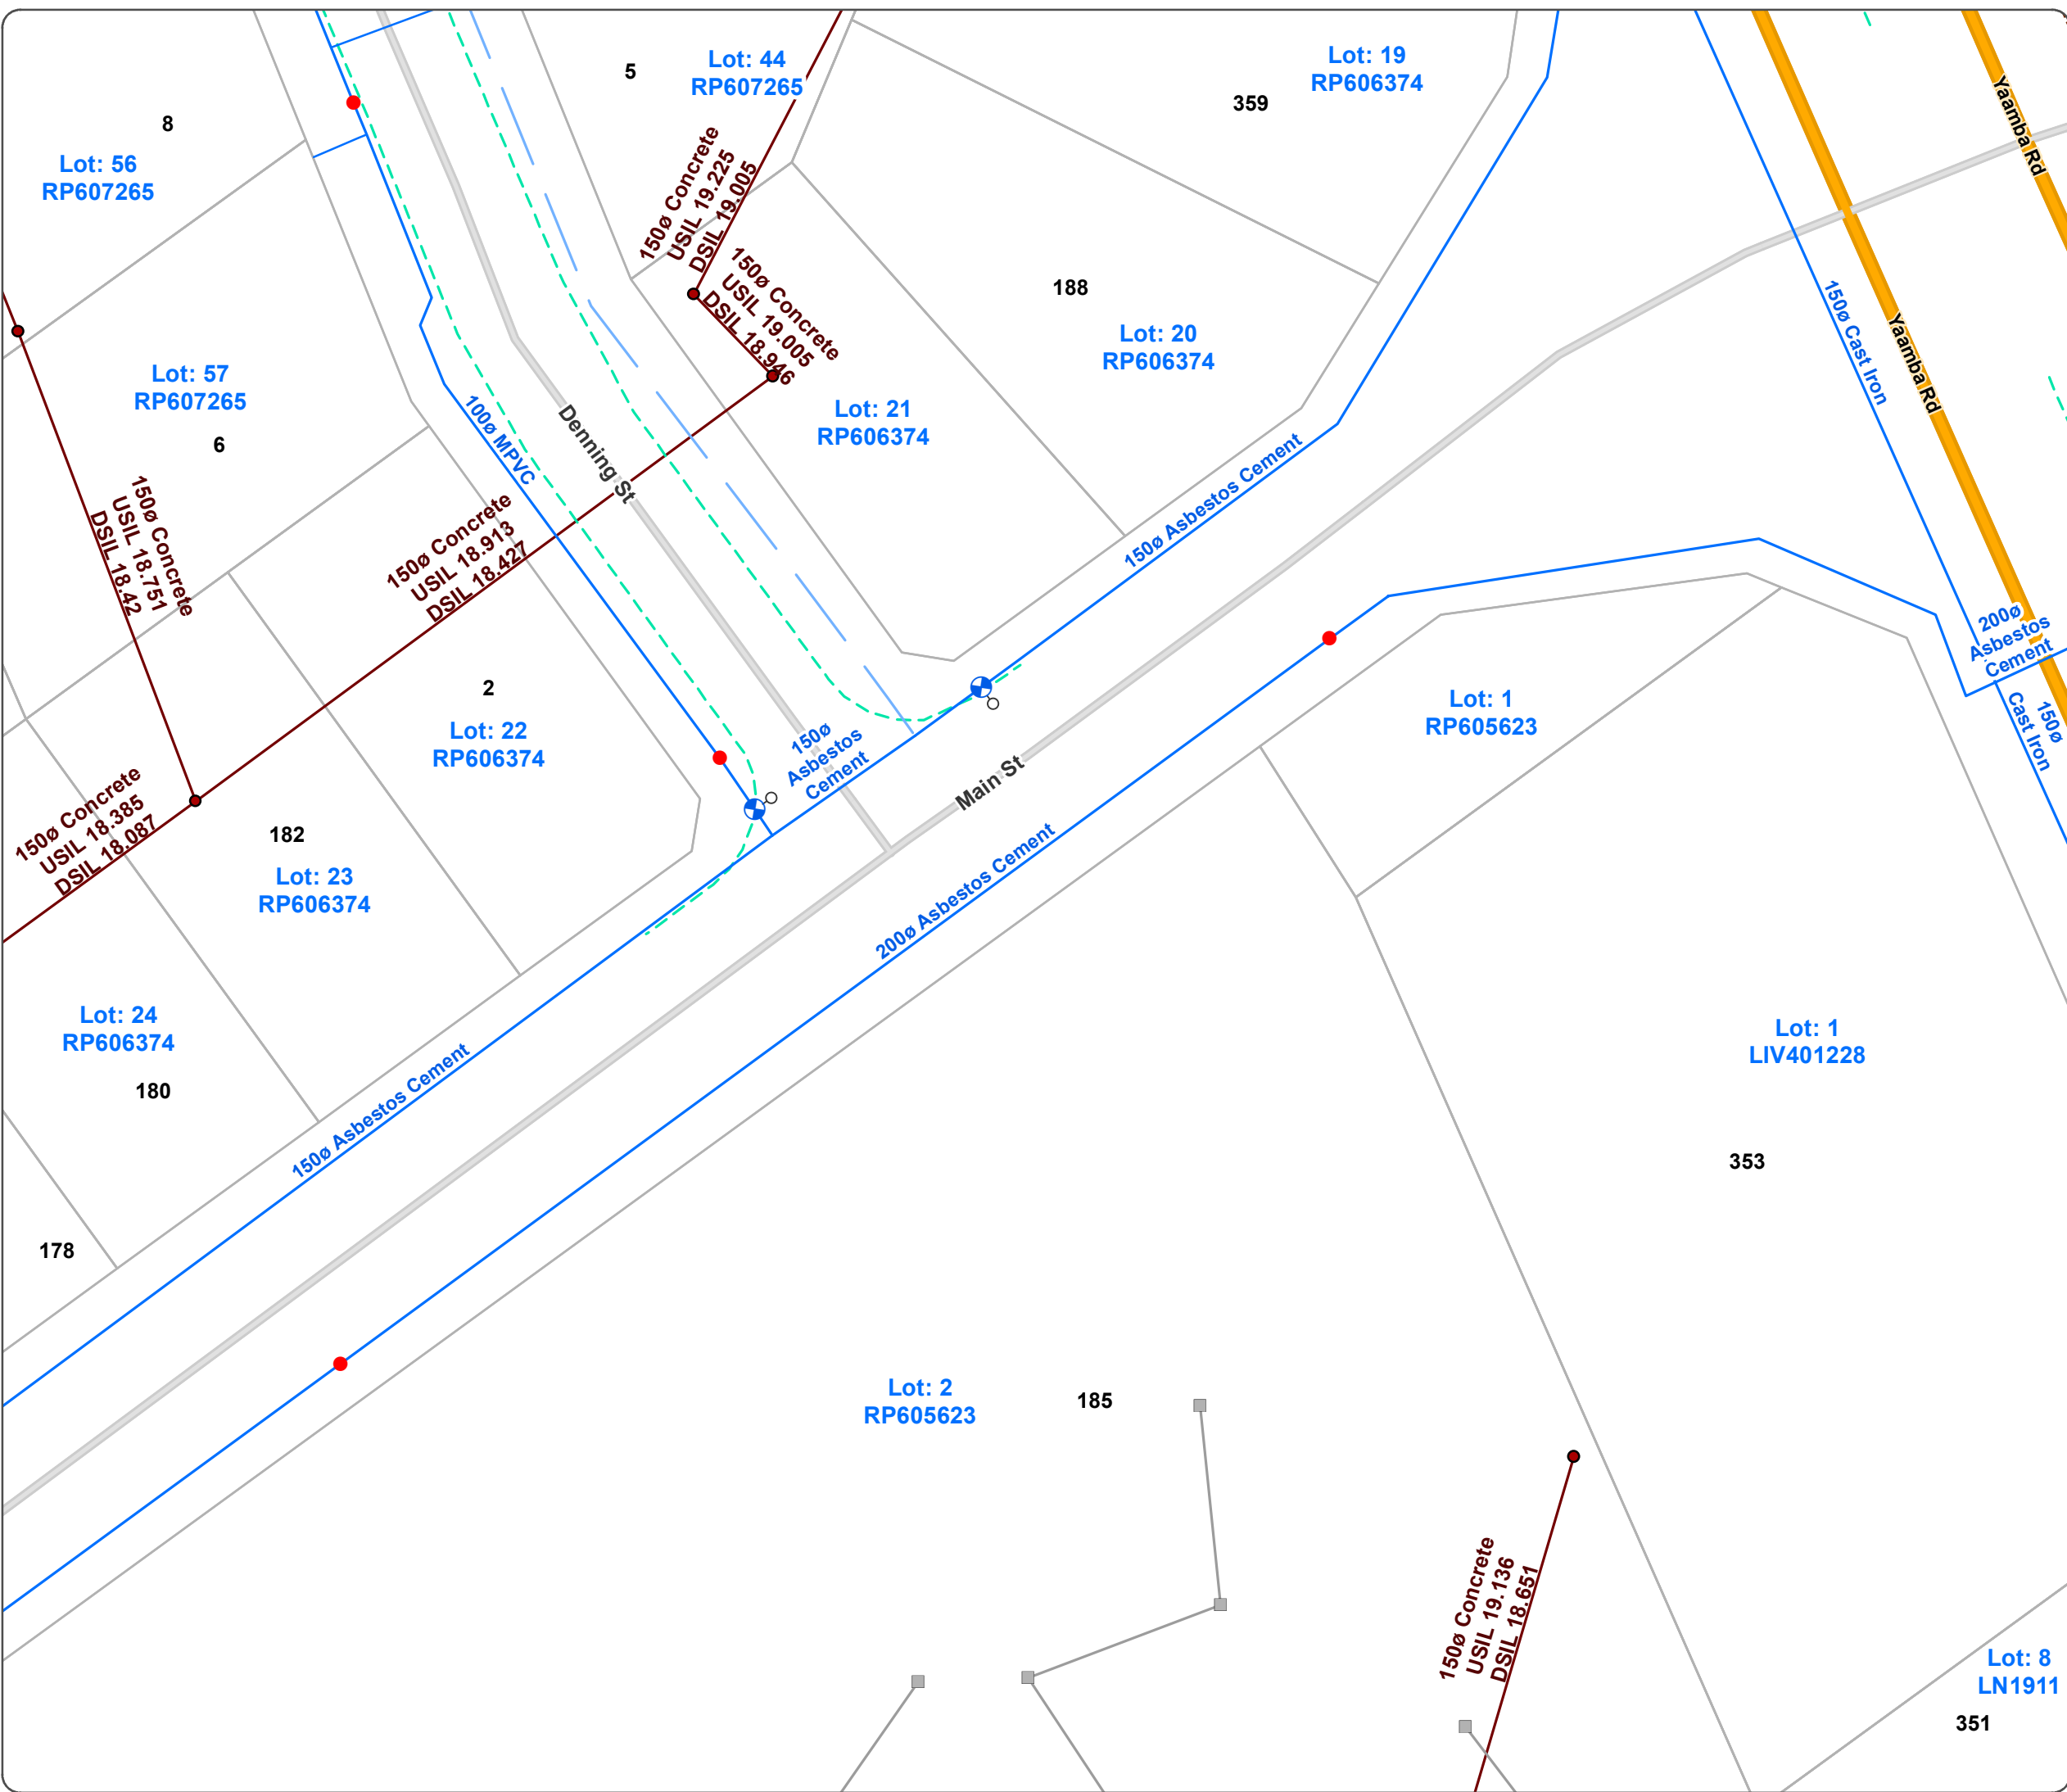 5
Lot: 44
RP607265
Lot: 19
RP606374
359
8
Lot: 56
RP607265
Yaamba Rd
150ø Concrete
USIL 19.225
DSIL 19.005
150ø Concrete
USIL 19.005
DSIL 18.946
188
Lot: 20
RP606374
150ø Cast Iron
Yaamba Rd
Lot: 57
RP607265
6
100ø MPVC
Denning St
Lot: 21
RP606374
150ø Asbestos Cement
150ø Concrete
USIL 18.751
DSIL 18.42
150ø Concrete
USIL 18.913
DSIL 18.427
200ø
Asbestos
Cement
150ø
Cast Iron
2
Lot: 22
RP606374
Lot: 1
RP605623
150ø
Asbestos
Cement
Main St
150ø Concrete
USIL 18.385
DSIL 18.087
182
Lot: 23
RP606374
200ø Asbestos Cement
Lot: 24
RP606374
180
150ø Asbestos Cement
Lot: 1
LIV401228
353
178
Lot: 2
RP605623
185
150ø Concrete
USIL 19.136
DSIL 18.651
Lot: 8
LN1911
351